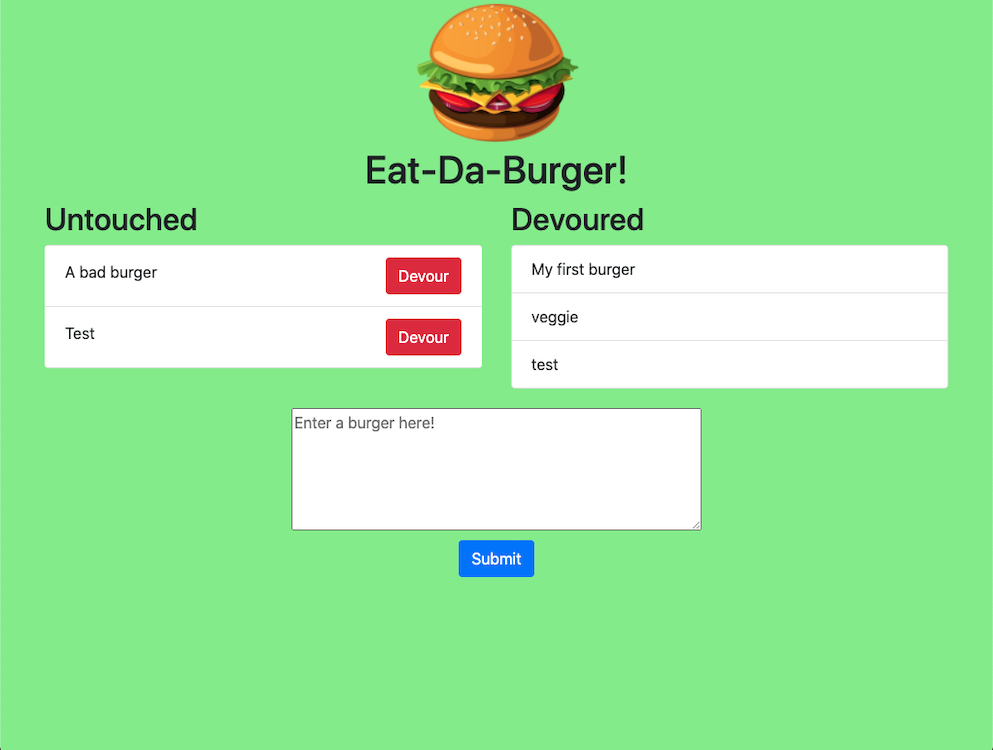 Eat-Da-Burger!
Untouched
A bad burger
Devour
Test
Devour
Devoured
My first burger
veggie
test
Enter a burger here!
Submit